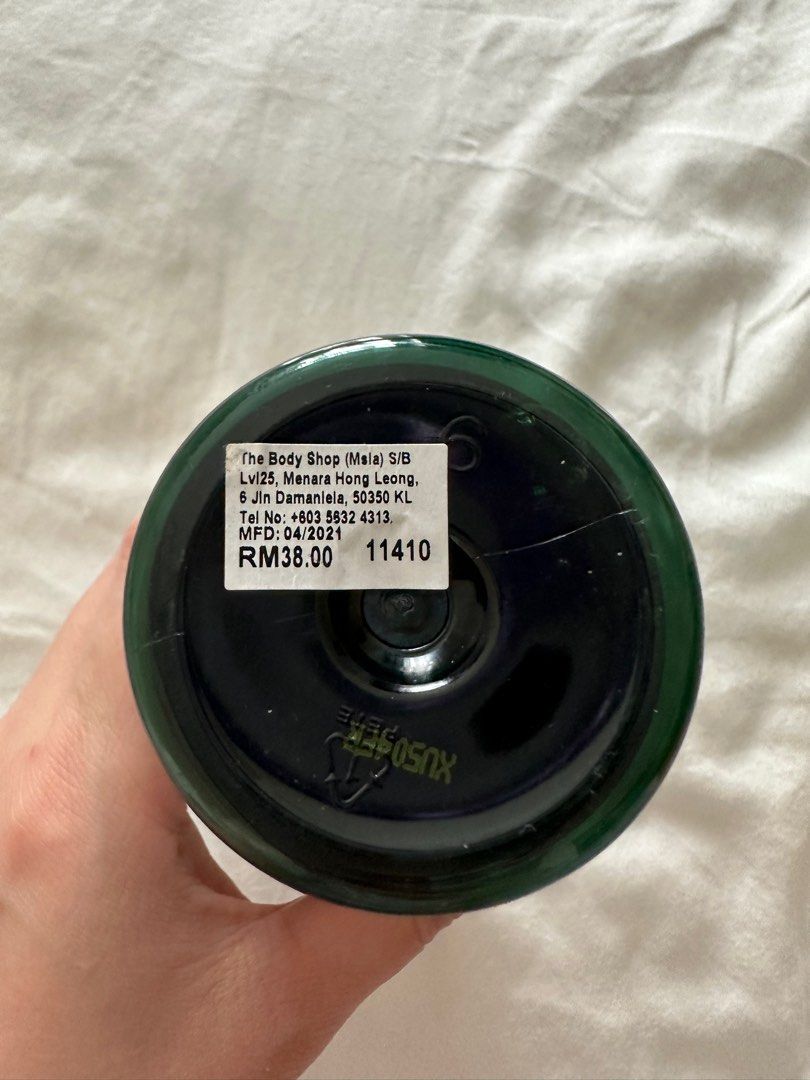 The Body Shop (Msia) S/B
Lvl25, Menara Hong Leong,
6 Jln Damanlela, 50350 KL
Tel No: +603 5632 4313.
MFD: 04/2021
RM38.00 11410
6